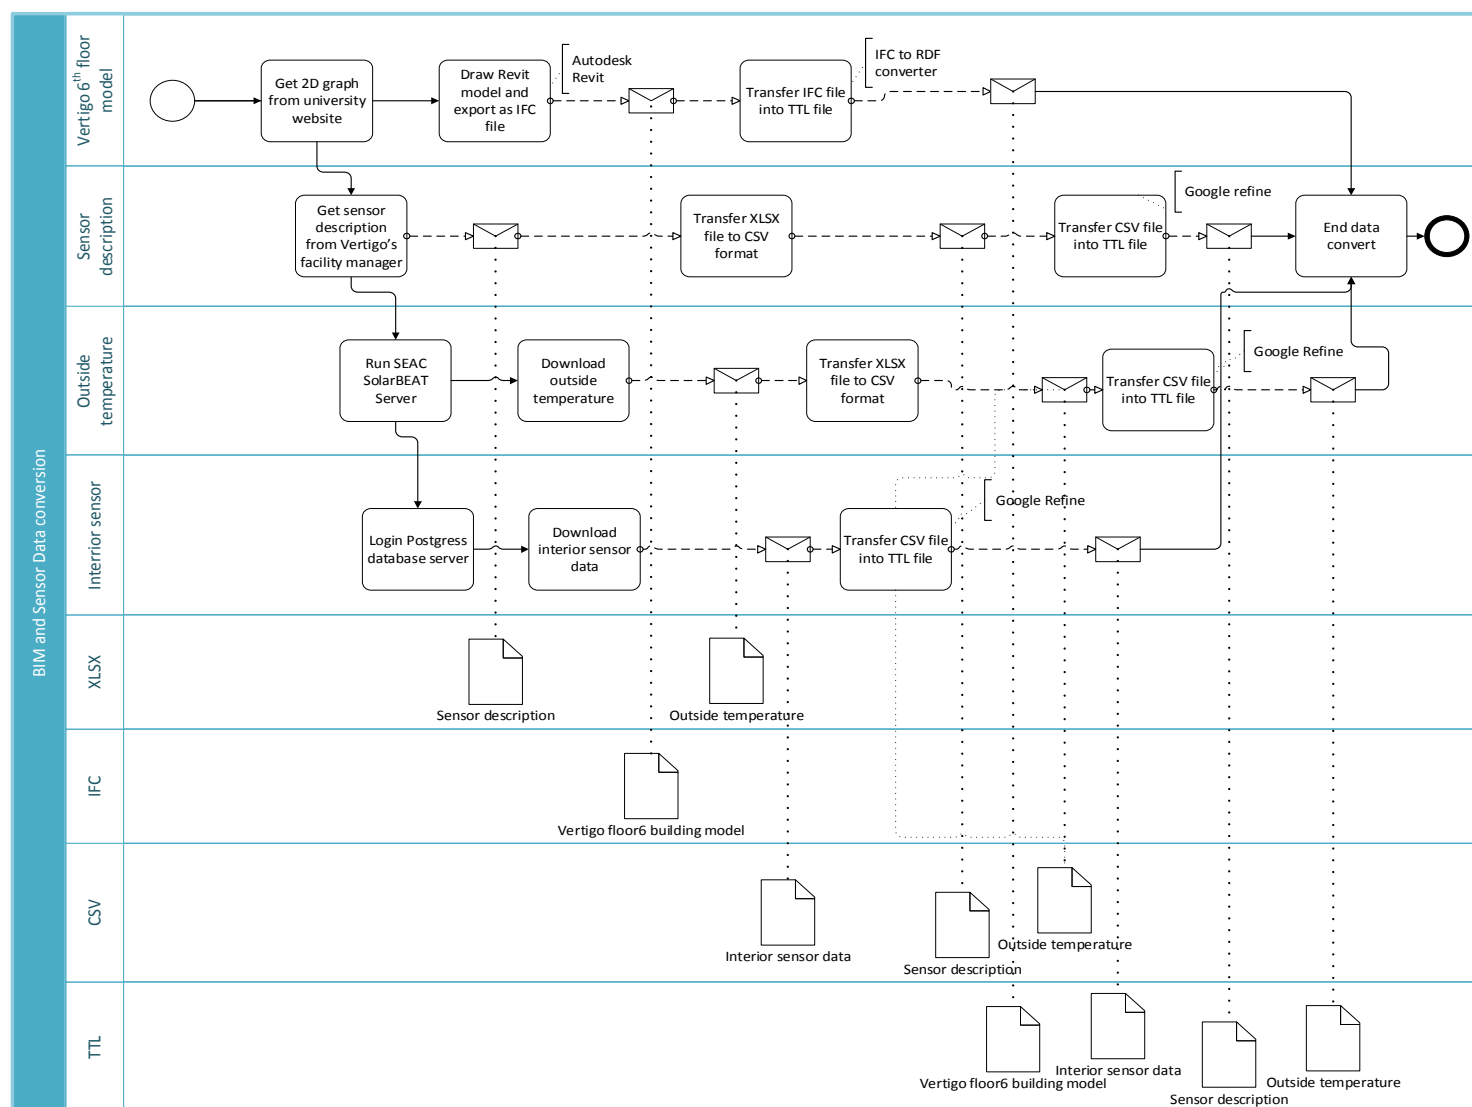 BIM and Sensor Data conversion
Vertigo 6th floor
model
Get 2D graph
from university
website
Draw Revit
model and
export as IFC
file
Autodesk
Revit
Transfer IFC file
into TTL file
IFC to RDF
converter
Sensor
description
Get sensor
description
from Vertigo's
facility manager
Transfer XLSX
file to CSV
format
Transfer CSV file
into TTL file
Google refine
End data
convert
Outside
temperature
Run SEAC
SolarBEAT
Server
Download
outside
temperature
Transfer XLSX
file to CSV
format
Transfer CSV file
into TTL file
Google Refine
Interrior sensor
Login Postgress
database server
Download
interior sensor
data
Transfer CSV file
into TTL file
Google Refine
XLSX
Sensor description
Outside temperature
IFC
Vertigo floor6 building model
CSV
Interior sensor data
Sensor description
Outside temperature
TTL
Vertigo floor6 building model
Interior sensor data
Sensor description
Outside temperature